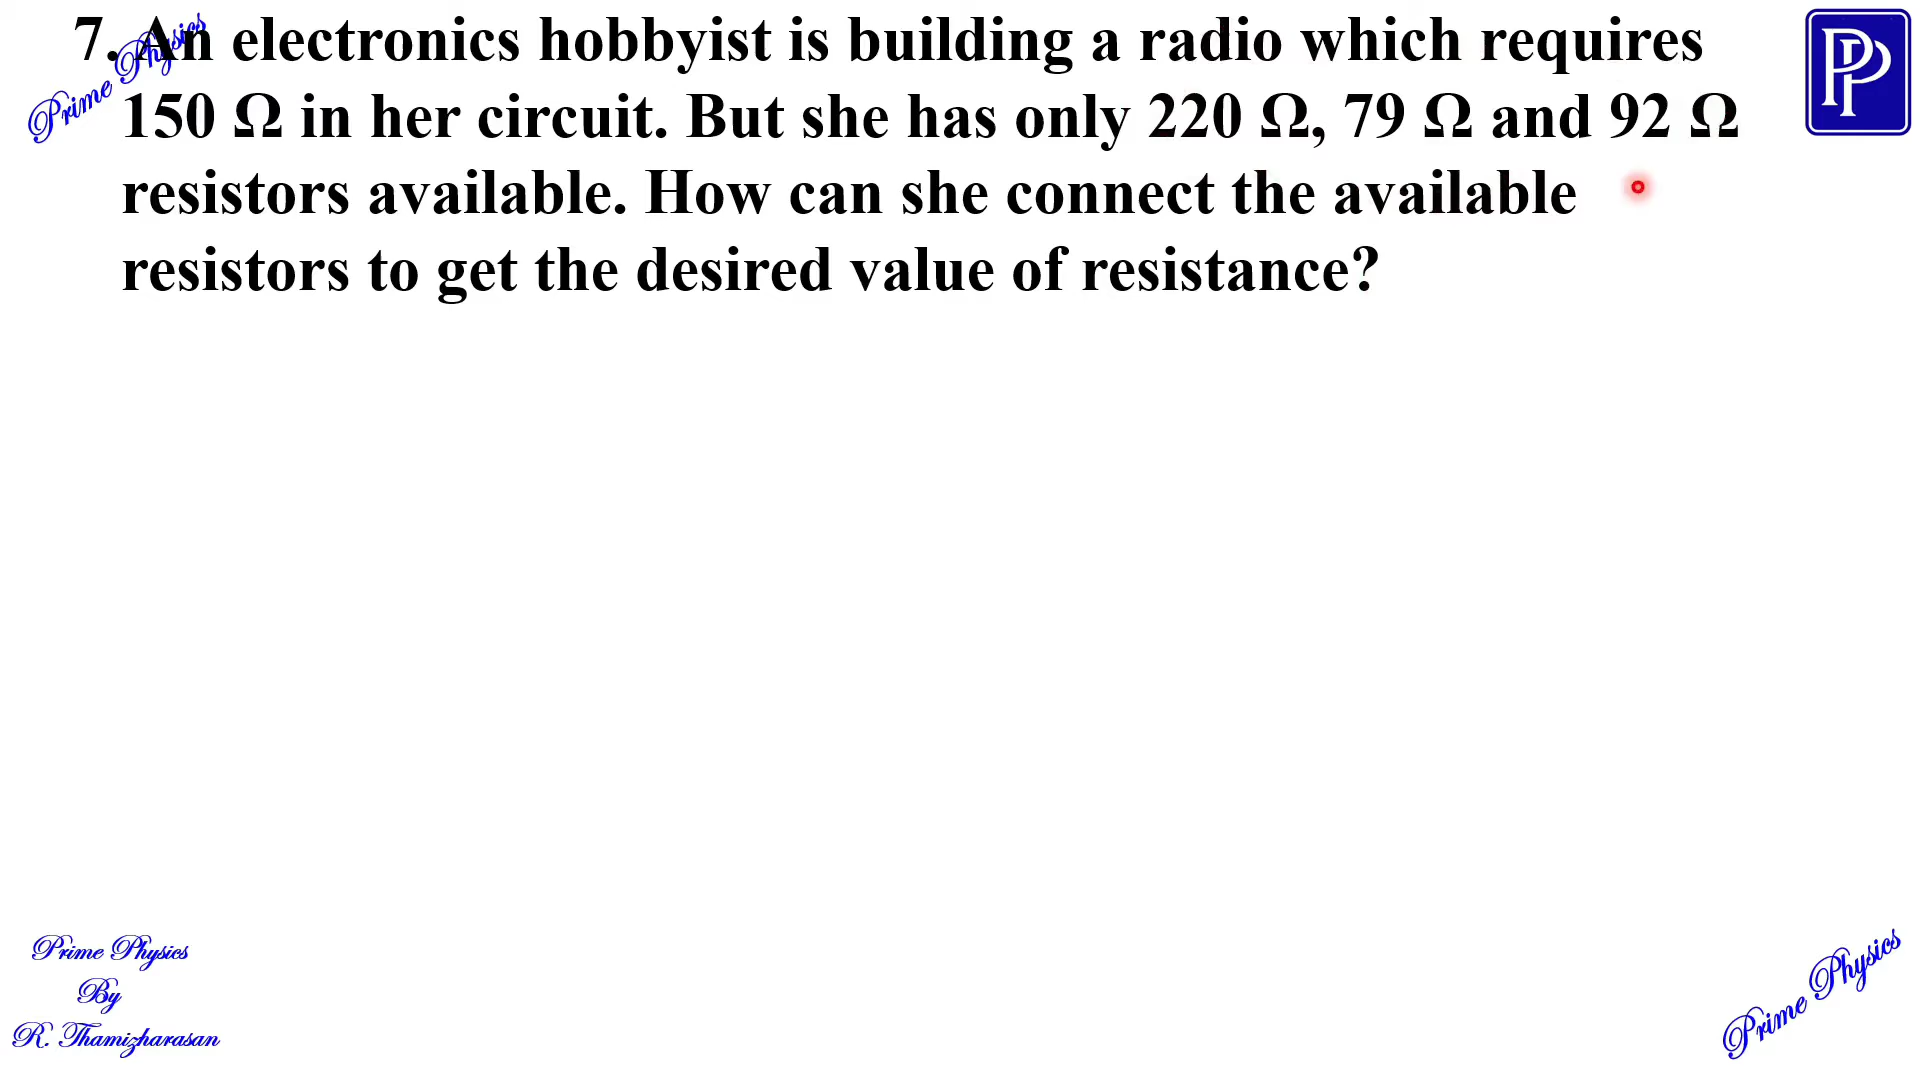 7. An electronics hobbyist is building a radio which requires
150 Ω in her circuit. But she has only 220 Ω, 79 Ω and 92 Ω
resistors available. How can she connect the available
resistors to get the desired value of resistance?
Prime Physics
PP
Prime Physics
By
R. Thamizharasan
Prime Physics